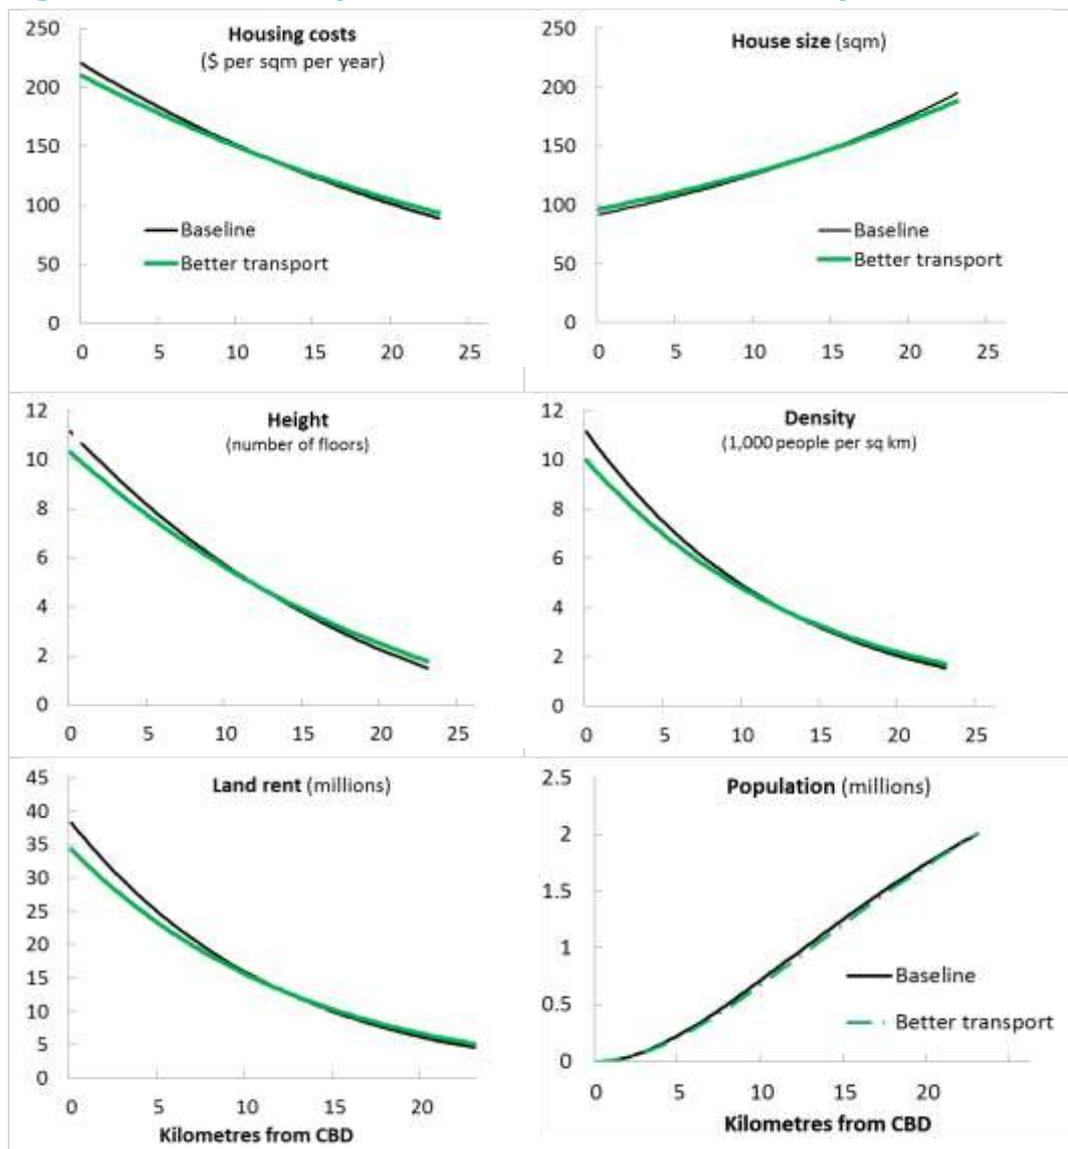 Housing costs
($ per sqm per year)
250
200
150
100
50
0
Baseline
Better transport
0 5 10 15 20 25
House size (sqm)
250
200
150
100
50
0
Baseline
Better transport
0 5 10 15 20 25
Height
(number of floors)
12
10
8
6
4
2
0
0 5 10 15 20 25
Density
(1,000 people per sq km)
12
10
8
6
4
2
0
0 5 10 15 20 25
Land rent (millions)
45
40
35
30
25
20
15
10
5
0
0 5 10 15 20
Kilometres from CBD
Population (millions)
2.5
2
1.5
1
0.5
0
Baseline
Better transport
0 5 10 15 20
Kilometres from CBD